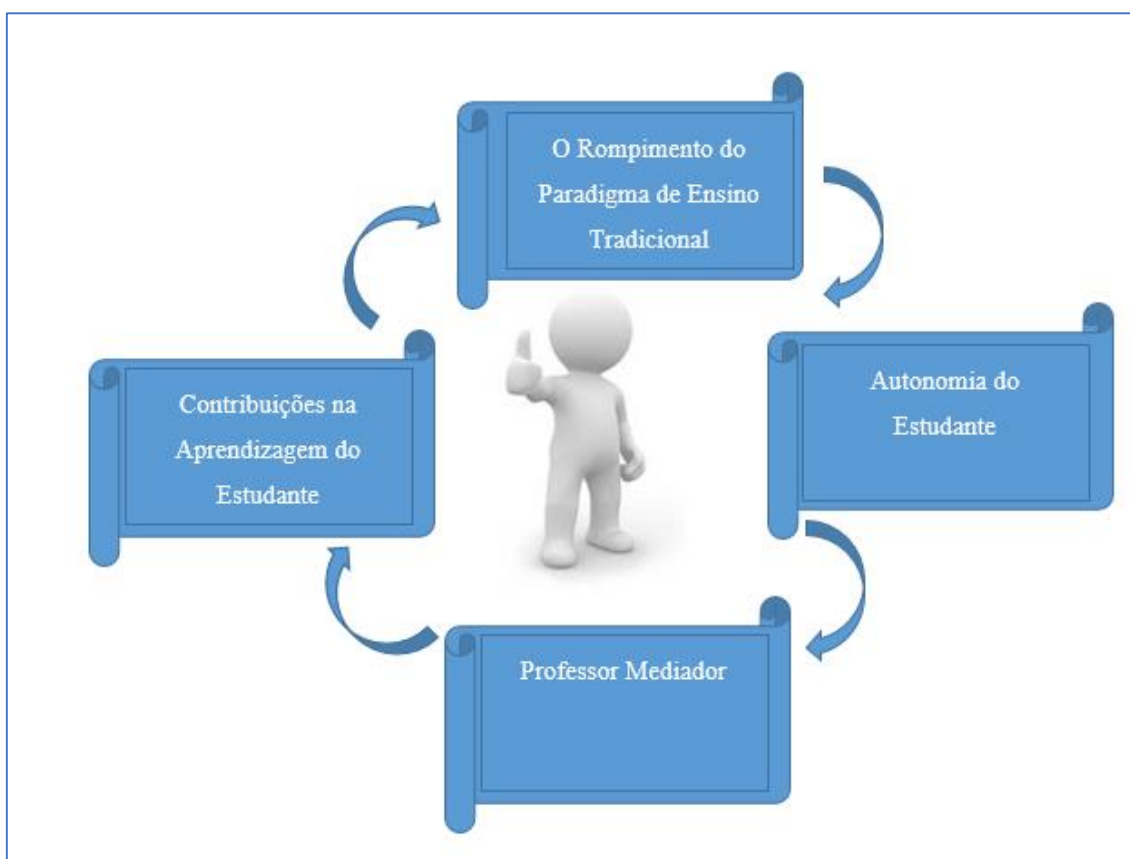 O Rompimento do
Paradigma de Ensino
Tradicional
Autonomia do
Estudante
Professor Mediador
Contribuições na
Aprendizagem do
Estudante